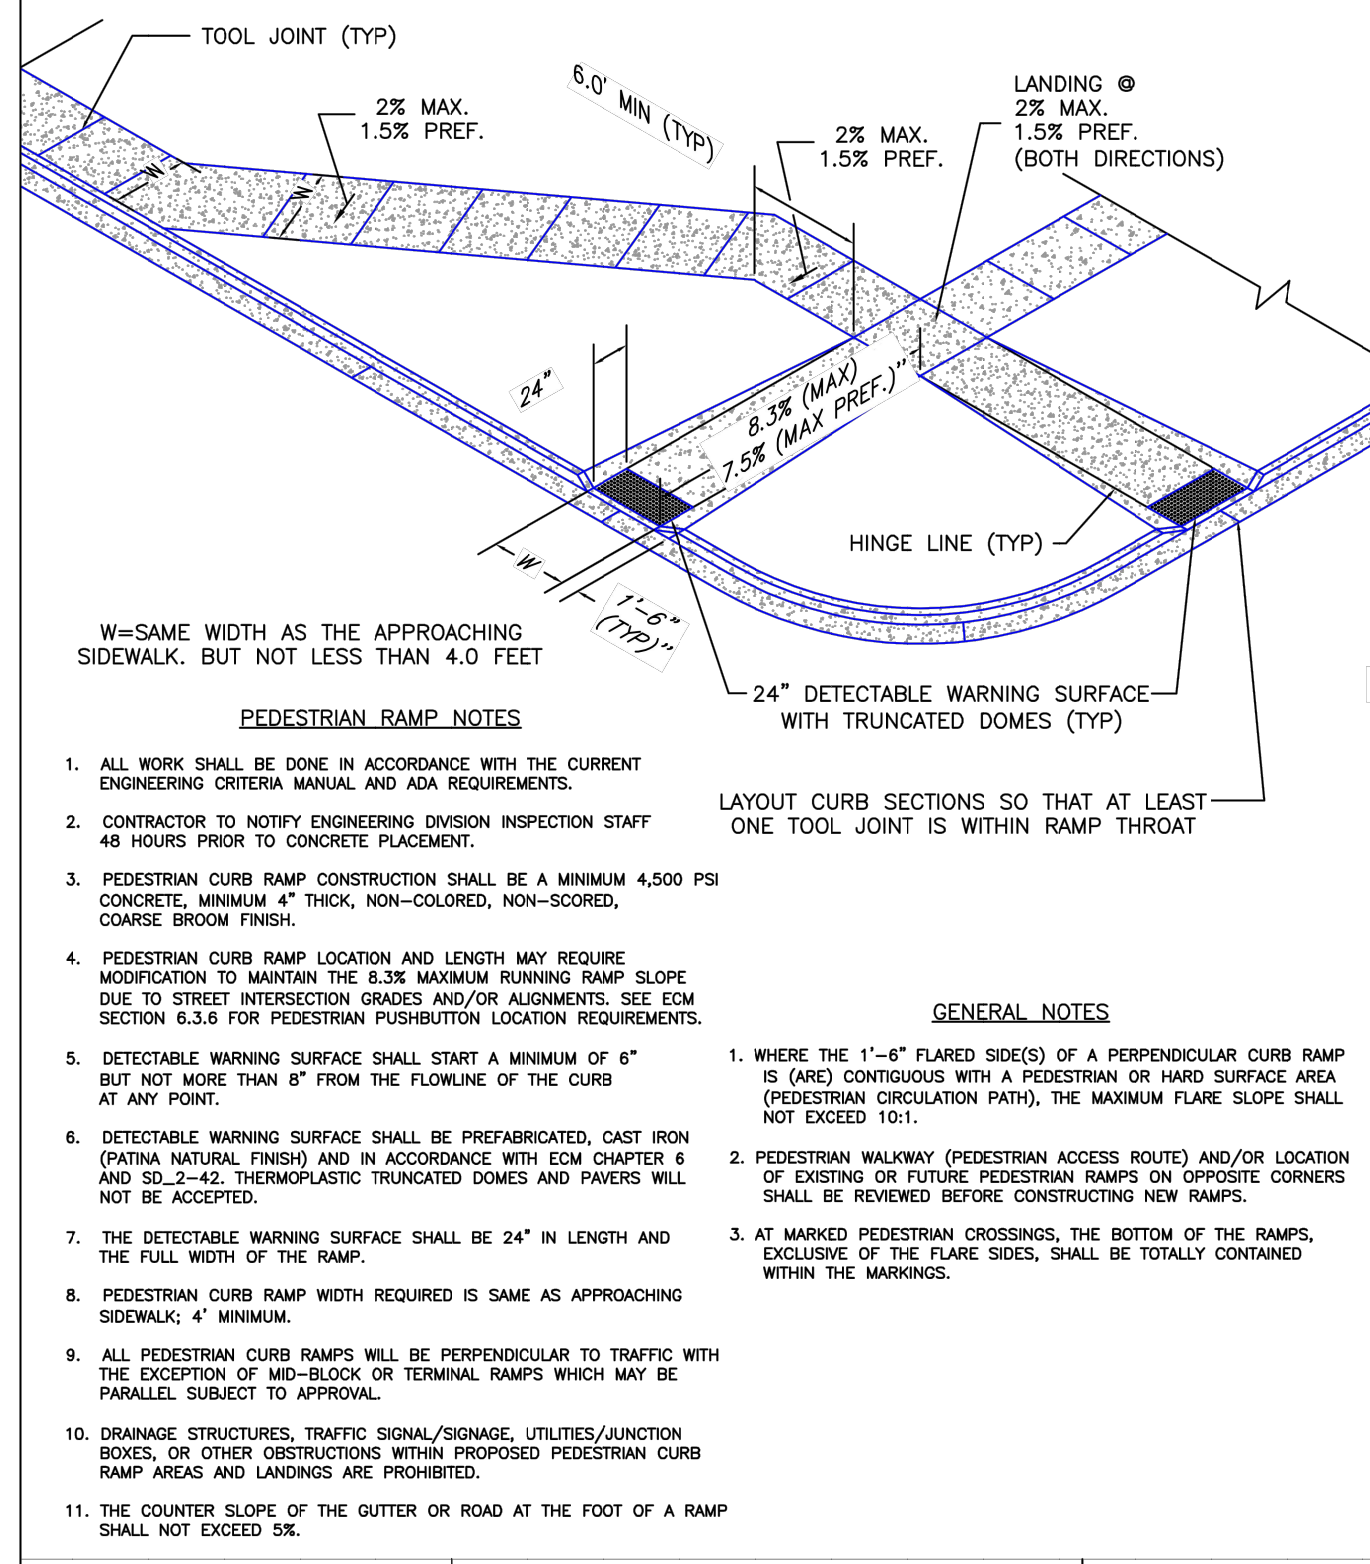 TOOL JOINT (TYP)
2% MAX.
1.5% PREF.
6.0' MIN (TYP)
2% MAX.
1.5% PREF.
LANDING @
2% MAX.
1.5% PREF.
(BOTH DIRECTIONS)
W
W
24"
8.3% (MAX)
7.5% (MAX PREF.)"
HINGE LINE (TYP)
W
1'-6"
(TYP)"
W=SAME WIDTH AS THE APPROACHING
SIDEWALK. BUT NOT LESS THAN 4.0 FEET
24" DETECTABLE WARNING SURFACE
WITH TRUNCATED DOMES (TYP)
LAYOUT CURB SECTIONS SO THAT AT LEAST
ONE TOOL JOINT IS WITHIN RAMP THROAT
PEDESTRIAN RAMP NOTES
1. ALL WORK SHALL BE DONE IN ACCORDANCE WITH THE CURRENT
ENGINEERING CRITERIA MANUAL AND ADA REQUIREMENTS.
2. CONTRACTOR TO NOTIFY ENGINEERING DIVISION INSPECTION STAFF
48 HOURS PRIOR TO CONCRETE PLACEMENT.
3. PEDESTRIAN CURB RAMP CONSTRUCTION SHALL BE A MINIMUM 4,500 PSI
CONCRETE, MINIMUM 4" THICK, NON-COLORED, NON-SCORED,
COARSE BROOM FINISH.
4. PEDESTRIAN CURB RAMP LOCATION AND LENGTH MAY REQUIRE
MODIFICATION TO MAINTAIN THE 8.3% MAXIMUM RUNNING RAMP SLOPE
DUE TO STREET INTERSECTION GRADES AND/OR ALIGNMENTS. SEE ECM
SECTION 6.3.6 FOR PEDESTRIAN PUSHBUTTON LOCATION REQUIREMENTS.
5. DETECTABLE WARNING SURFACE SHALL START A MINIMUM OF 6"
BUT NOT MORE THAN 8" FROM THE FLOWLINE OF THE CURB
AT ANY POINT.
6. DETECTABLE WARNING SURFACE SHALL BE PREFABRICATED, CAST IRON
(PATINA NATURAL FINISH) AND IN ACCORDANCE WITH ECM CHAPTER 6
AND SD_2-42. THERMOPLASTIC TRUNCATED DOMES AND PAVERS WILL
NOT BE ACCEPTED.
7. THE DETECTABLE WARNING SURFACE SHALL BE 24" IN LENGTH AND
THE FULL WIDTH OF THE RAMP.
8. PEDESTRIAN CURB RAMP WIDTH REQUIRED IS SAME AS APPROACHING
SIDEWALK; 4' MINIMUM.
9. ALL PEDESTRIAN CURB RAMPS WILL BE PERPENDICULAR TO TRAFFIC WITH
THE EXCEPTION OF MID-BLOCK OR TERMINAL RAMPS WHICH MAY BE
PARALLEL SUBJECT TO APPROVAL.
10. DRAINAGE STRUCTURES, TRAFFIC SIGNAL/SIGNAGE, UTILITIES/JUNCTION
BOXES, OR OTHER OBSTRUCTIONS WITHIN PROPOSED PEDESTRIAN CURB
RAMP AREAS AND LANDINGS ARE PROHIBITED.
11. THE COUNTER SLOPE OF THE GUTTER OR ROAD AT THE FOOT OF A RAMP
SHALL NOT EXCEED 5%.
GENERAL NOTES
1. WHERE THE 1'-6" FLARED SIDE(S) OF A PERPENDICULAR CURB RAMP
IS (ARE) CONTIGUOUS WITH A PEDESTRIAN OR HARD SURFACE AREA
(PEDESTRIAN CIRCULATION PATH), THE MAXIMUM FLARE SLOPE SHALL
NOT EXCEED 10:1.
2. PEDESTRIAN WALKWAY (PEDESTRIAN ACCESS ROUTE) AND/OR LOCATION
OF EXISTING OR FUTURE PEDESTRIAN RAMPS ON OPPOSITE CORNERS
SHALL BE REVIEWED BEFORE CONSTRUCTING NEW RAMPS.
3. AT MARKED PEDESTRIAN CROSSINGS, THE BOTTOM OF THE RAMPS,
EXCLUSIVE OF THE FLARE SIDES, SHALL BE TOTALLY CONTAINED
WITHIN THE MARKINGS.